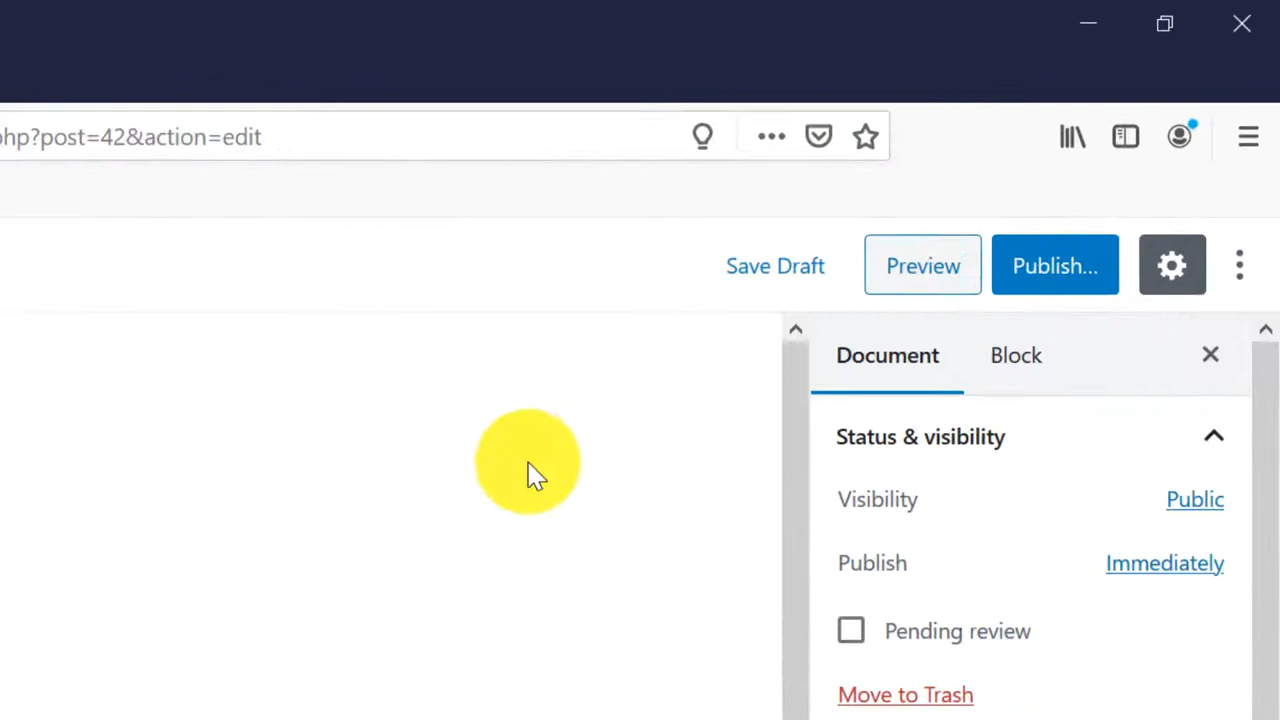 hp?post=42&action=edit
Save Draft Preview Publish...
Document Block
Status & visibility
Visibility Public
Publish Immediately
Pending review
Move to Trash